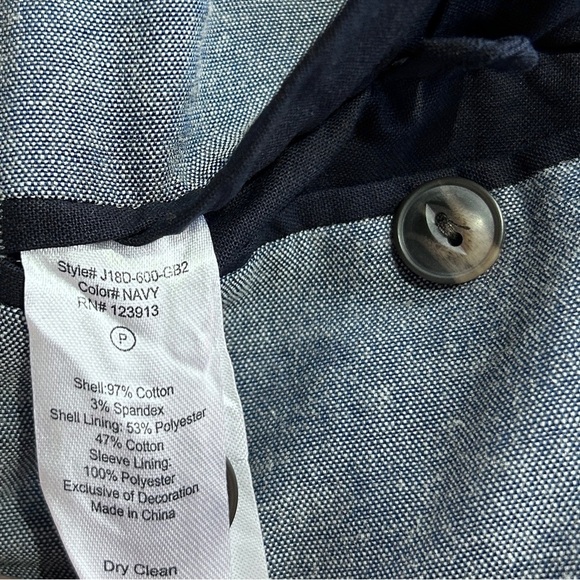 Style# J18D-600-GB2
Color# NAVY
RN# 123913
P
Shell:97% Cotton
3% Spandex
Shell Lining: 53% Polyester
47% Cotton
Sleeve Lining:
100% Polyester
Exclusive of Decoration
Made in China
Dry Clean